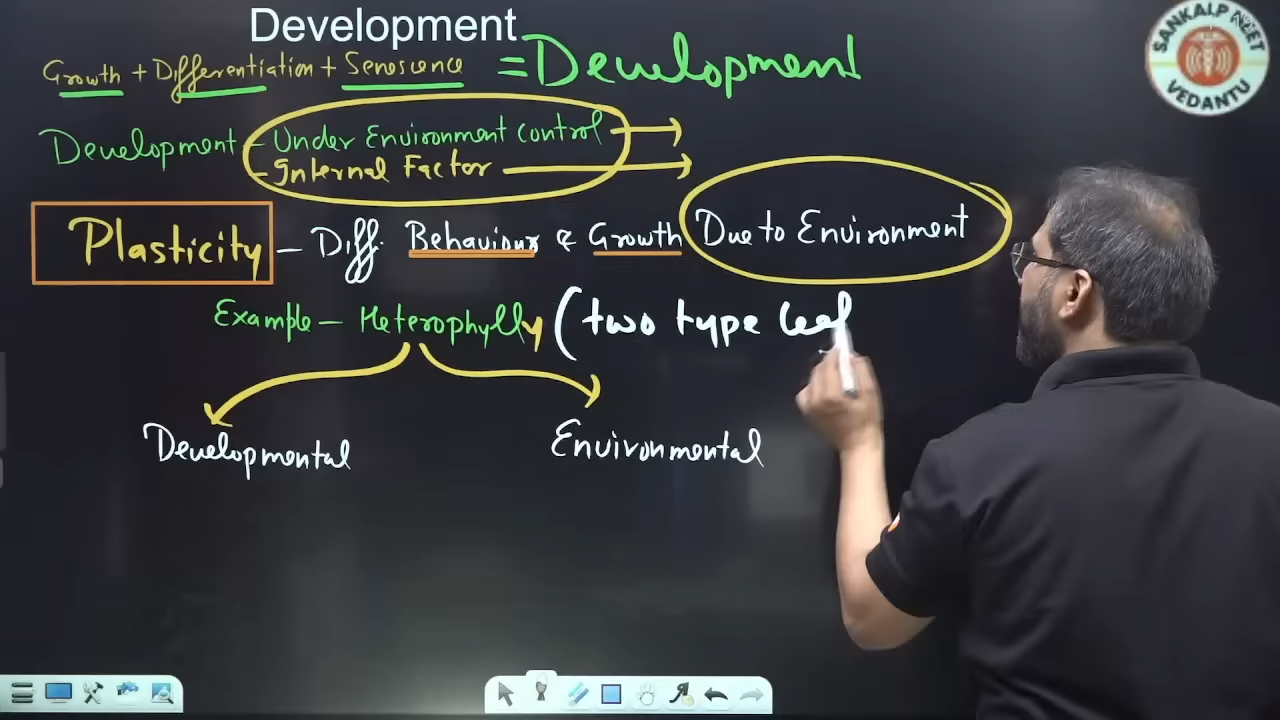 Development
Growth + Differentiation + Senescence = Development
Development - Under Environment control →
- Internal Factor →
Plasticity - Diff. Behaviour & Growth Due to Environment
Example - Heterophylly (two type leaf
Developmental Environmental
SANKALP NEET
VEDANTU